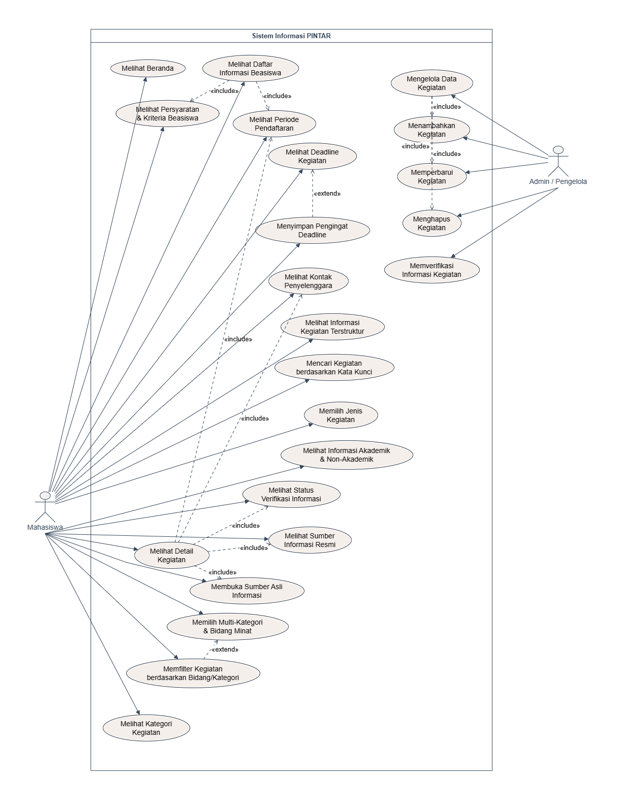 Sistem Informasi PINTAR
Melihat Beranda
Melihat Daftar
Informasi Beasiswa
«include»
«include»
Melihat Persyaratan
& Kriteria Beasiswa
Melihat Periode
Pendaftaran
Melihat Deadline
Kegiatan
«extend»
Menyimpan Pengingat
Deadline
Melihat Kontak
Penyelenggara
Melihat Informasi
Kegiatan Terstruktur
«include»
Mencari Kegiatan
berdasarkan Kata Kunci
Memilih Jenis
Kegiatan
«include»
Melihat Informasi Akademik
& Non-Akademik
Melihat Status
Verifikasi Informasi
«include»
Melihat Sumber
Informasi Resmi
«include»
Melihat Detail
Kegiatan
«include»
Membuka Sumber Asli
Informasi
Memilih Multi-Kategori
& Bidang Minat
«extend»
Memfilter Kegiatan
berdasarkan Bidang/Kategori
Melihat Kategori
Kegiatan
Mahasiswa
Mengelola Data
Kegiatan
«include»
Menambahkan
Kegiatan
«include»
«include»
Memperbarui
Kegiatan
Menghapus
Kegiatan
Memverifikasi
Informasi Kegiatan
Admin / Pengelola